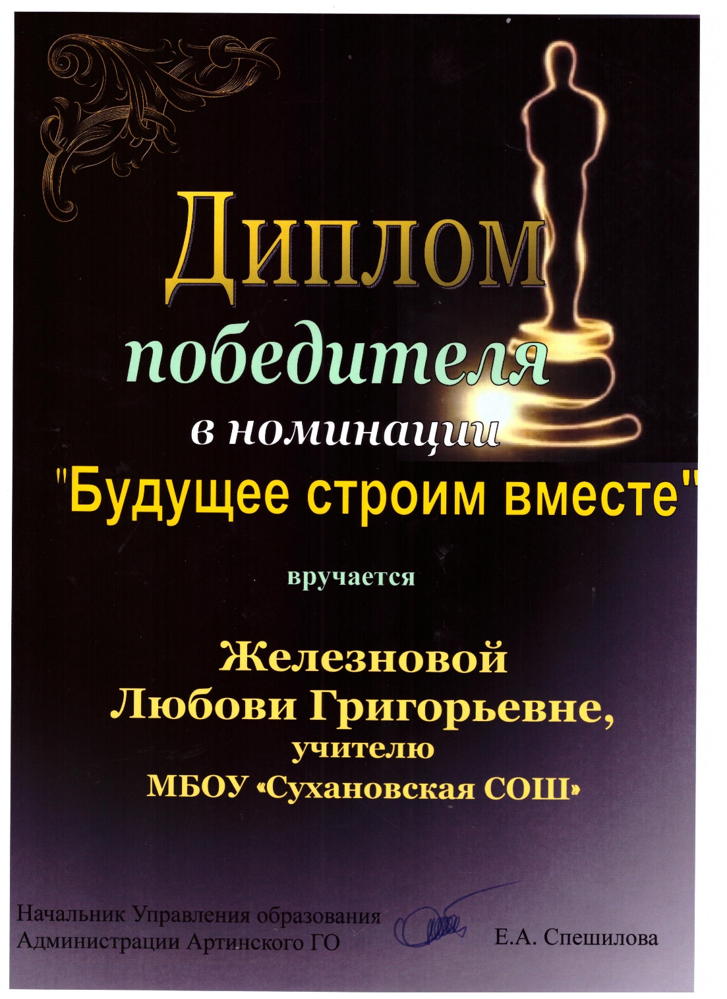 Диплом
победителя
в номинации
"Будущее строим вместе"
вручается
Железновой
Любови Григорьевне,
учителю
МБОУ «Сухановская СОШ»
Начальник Управления образования
Администрации Артинского ГО
Е.А. Спешилова